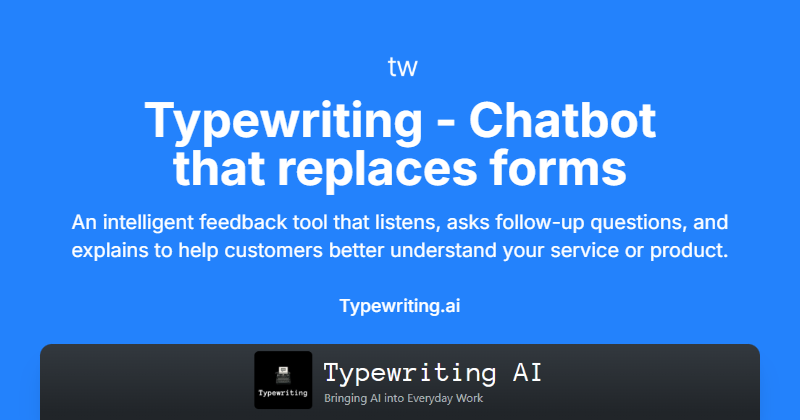 tw
Typewriting - Chatbot
that replaces forms
An intelligent feedback tool that listens, asks follow-up questions, and
explains to help customers better understand your service or product.
Typewriting.ai
Typewriting
Typewriting AI
Bringing AI into Everyday Work